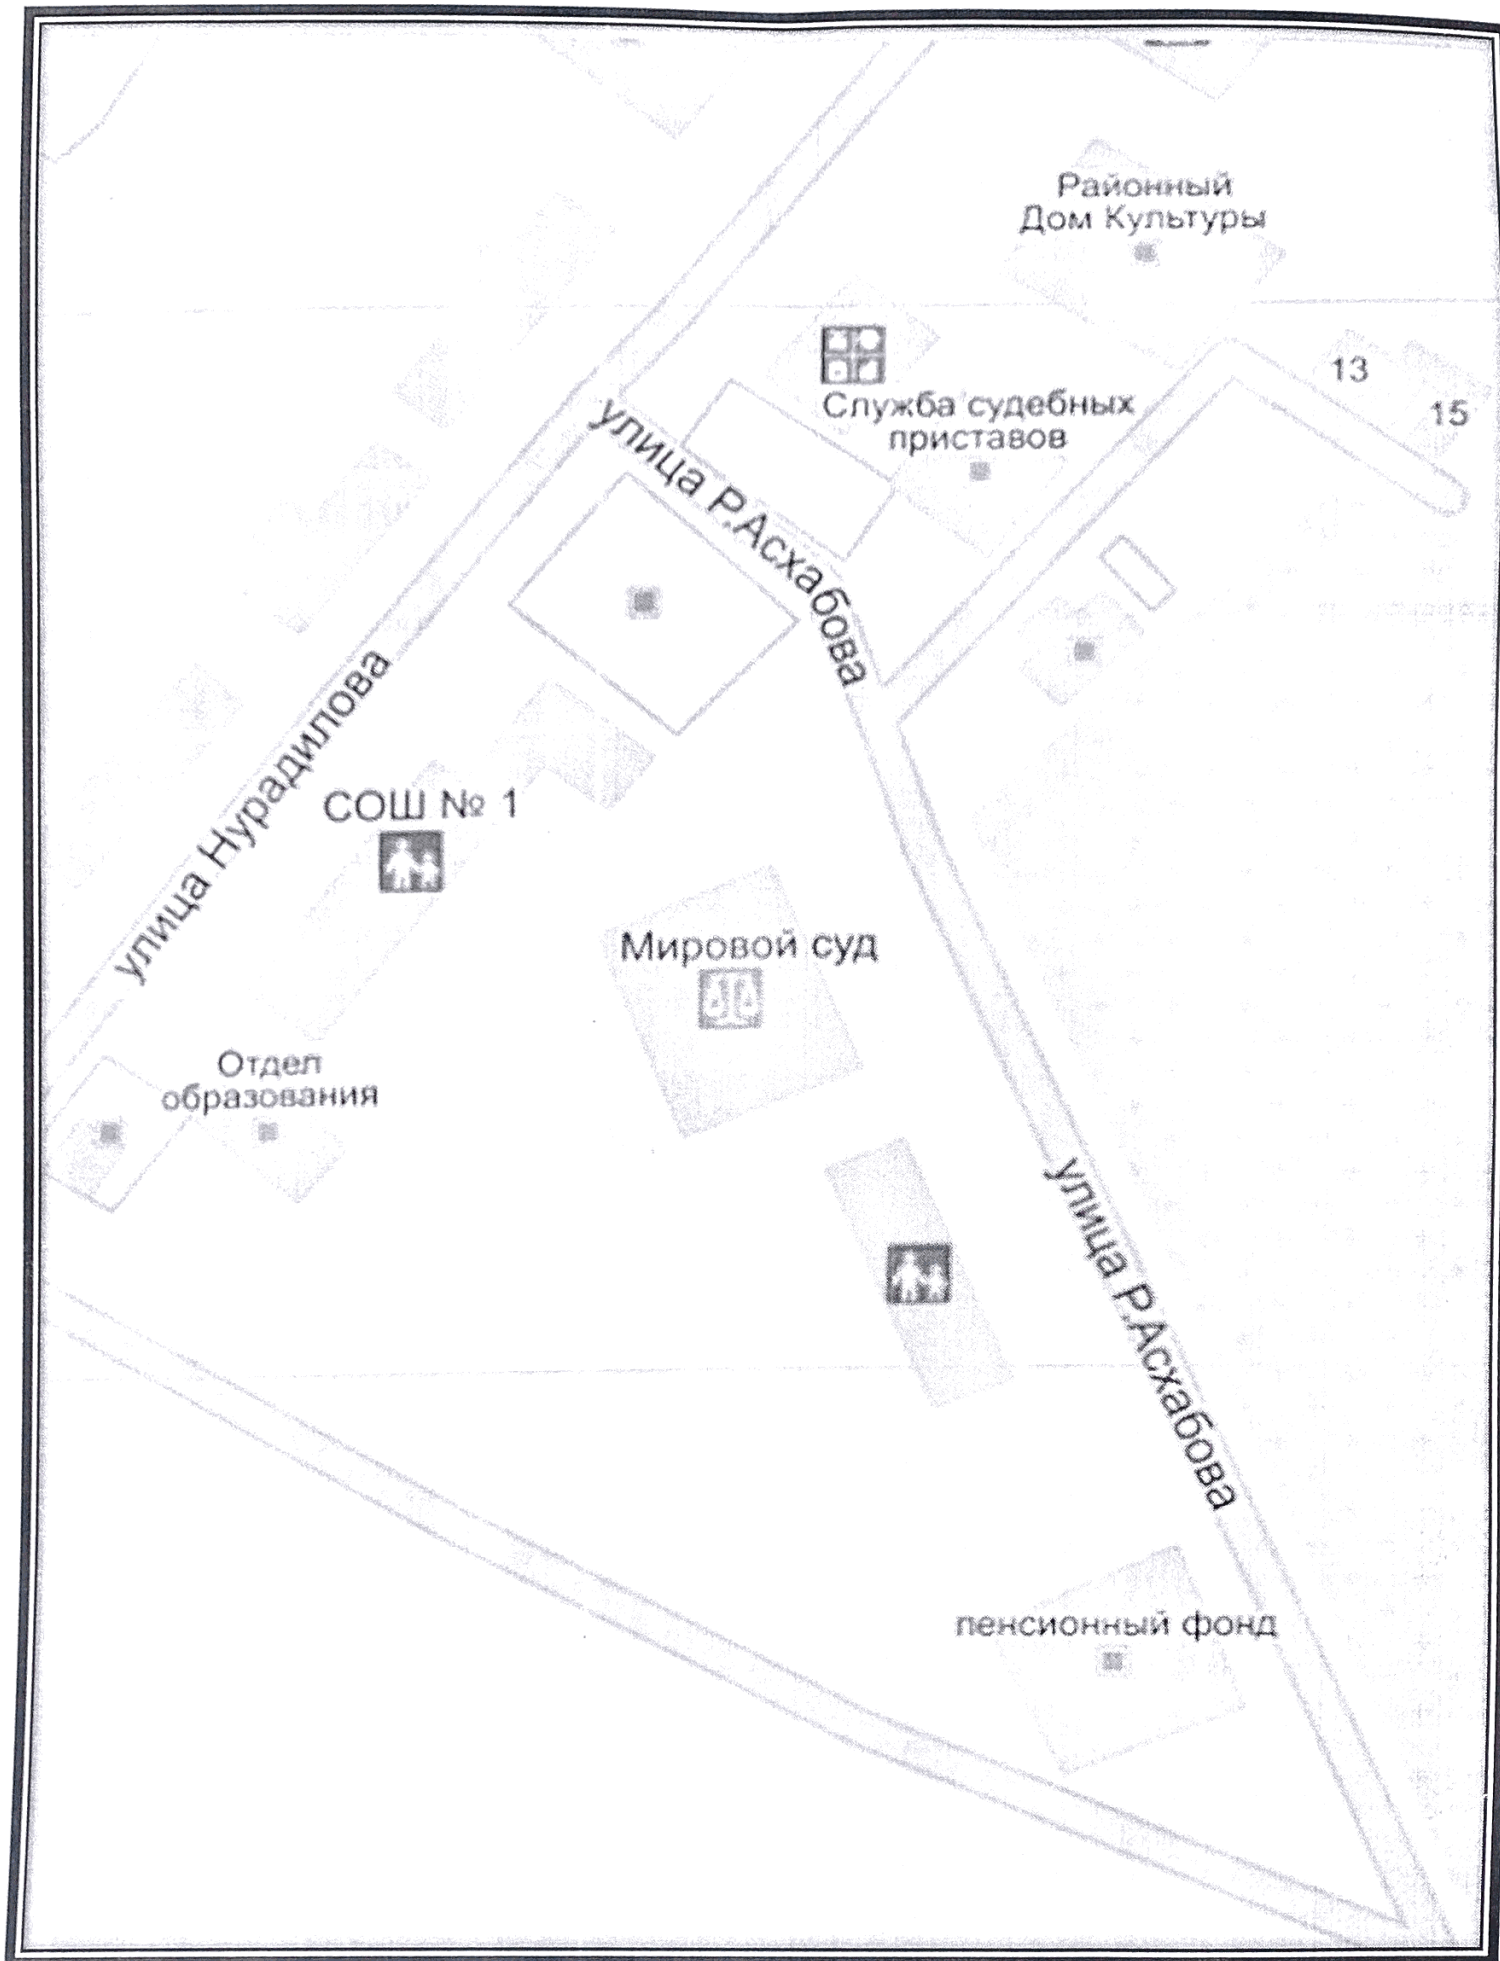 Районный
Дом Культуры
13
15
Служба судебных
приставов
улица Р.Асхабова
улица Нурадилова
СОШ № 1
Мировой суд
Отдел
образования
улица Р.Асхабова
пенсионный фонд